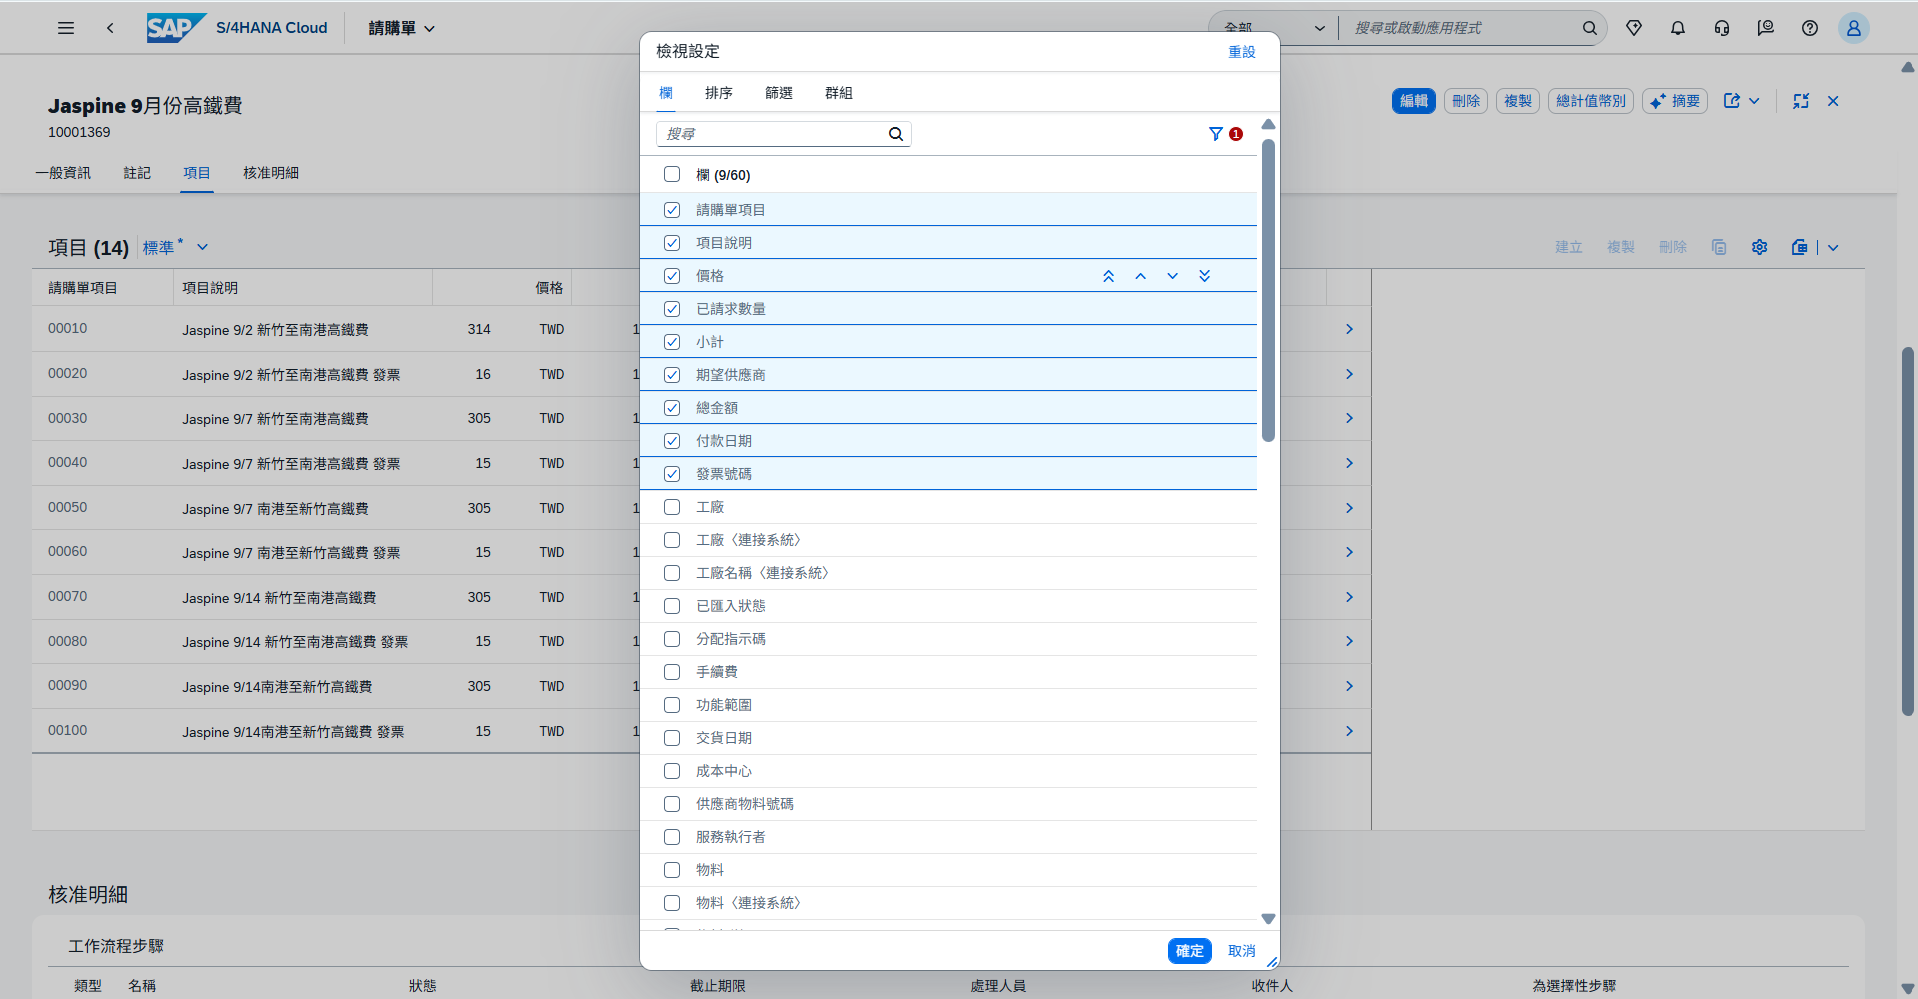 SAP S/4HANA Cloud 請購單 全部 搜尋或啟動應用程式
Jaspine 9月份高鐵費
10001369
編輯 刪除 複製 總計值幣別 摘要
一般資訊 註記 項目 核准明細
項目 (14) 標準 *
建立 複製 刪除
請購單項目 項目說明 價格
00010 Jaspine 9/2 新竹至南港高鐵費 314 TWD 1
00020 Jaspine 9/2 新竹至南港高鐵費 發票 16 TWD 1
00030 Jaspine 9/7 新竹至南港高鐵費 305 TWD 1
00040 Jaspine 9/7 新竹至南港高鐵費 發票 15 TWD 1
00050 Jaspine 9/7 南港至新竹高鐵費 305 TWD 1
00060 Jaspine 9/7 南港至新竹高鐵費 發票 15 TWD 1
00070 Jaspine 9/14 新竹至南港高鐵費 305 TWD 1
00080 Jaspine 9/14 新竹至南港高鐵費 發票 15 TWD 1
00090 Jaspine 9/14南港至新竹高鐵費 305 TWD 1
00100 Jaspine 9/14南港至新竹高鐵費 發票 15 TWD 1
核准明細
工作流程步驟
類型 名稱 狀態 截止期限 處理人員 收件人 為選擇性步驟
檢視設定 重設
欄 排序 篩選 群組
搜尋 1
欄 (9/60)
請購單項目
項目說明
價格
已請求數量
小計
期望供應商
總金額
付款日期
發票號碼
工廠
工廠〈連接系統〉
工廠名稱〈連接系統〉
已匯入狀態
分配指示碼
手續費
功能範圍
交貨日期
成本中心
供應商物料號碼
服務執行者
物料
物料〈連接系統〉
確定 取消